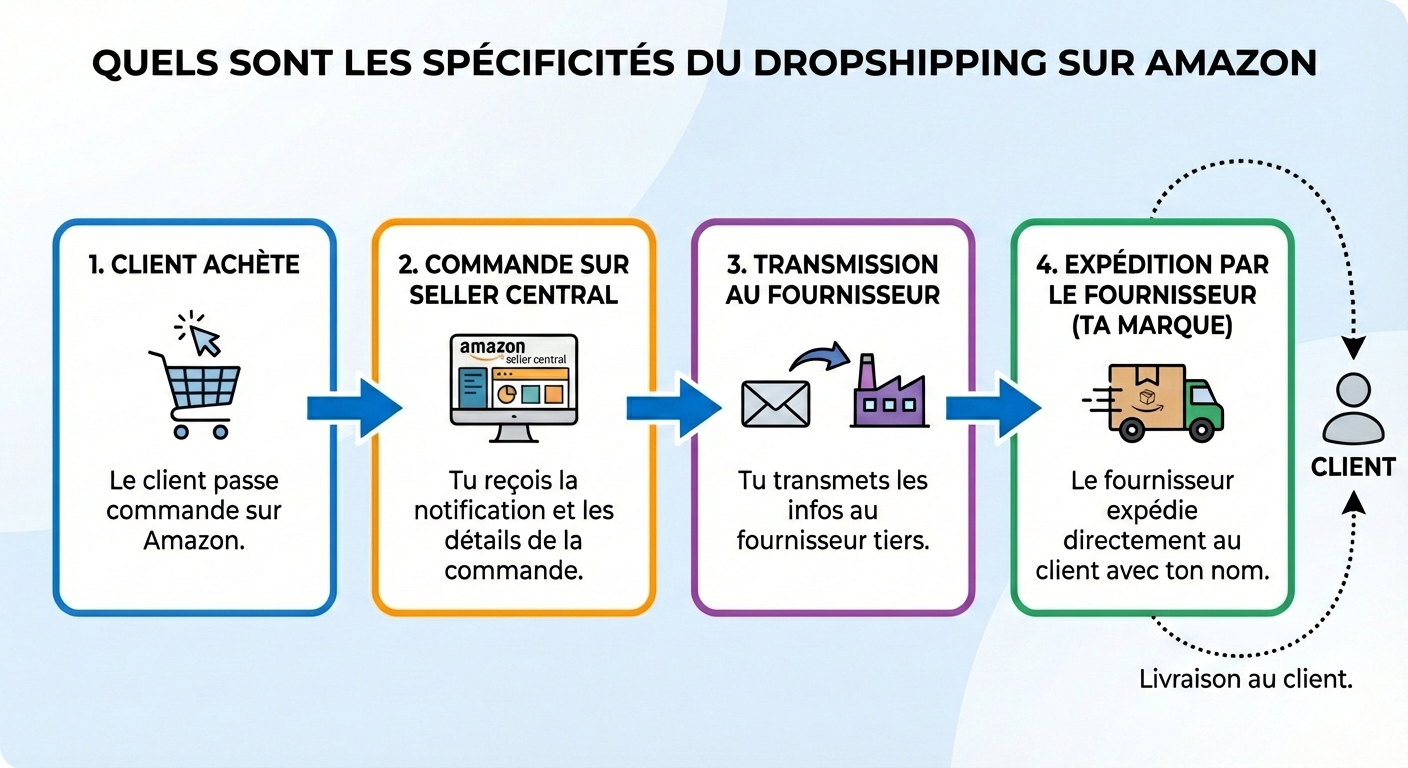 QUELS SONT LES SPÉCIFICITÉS DU DROPSHIPPING SUR AMAZON
1. CLIENT ACHÈTE
Le client passe
commande sur
Amazon.
2. COMMANDE SUR
SELLER CENTRAL
amazon
seller central
Tu reçois la
notification et les
détails de la
commande.
3. TRANSMISSION
AU FOURNISSEUR
Tu transmets les
infos au
fournisseur tiers.
4. EXPÉDITION PAR
LE FOURNISSEUR
(TA MARQUE)
Le fournisseur
expédie
directement au
client avec ton nom.
CLIENT
Livraison au client.